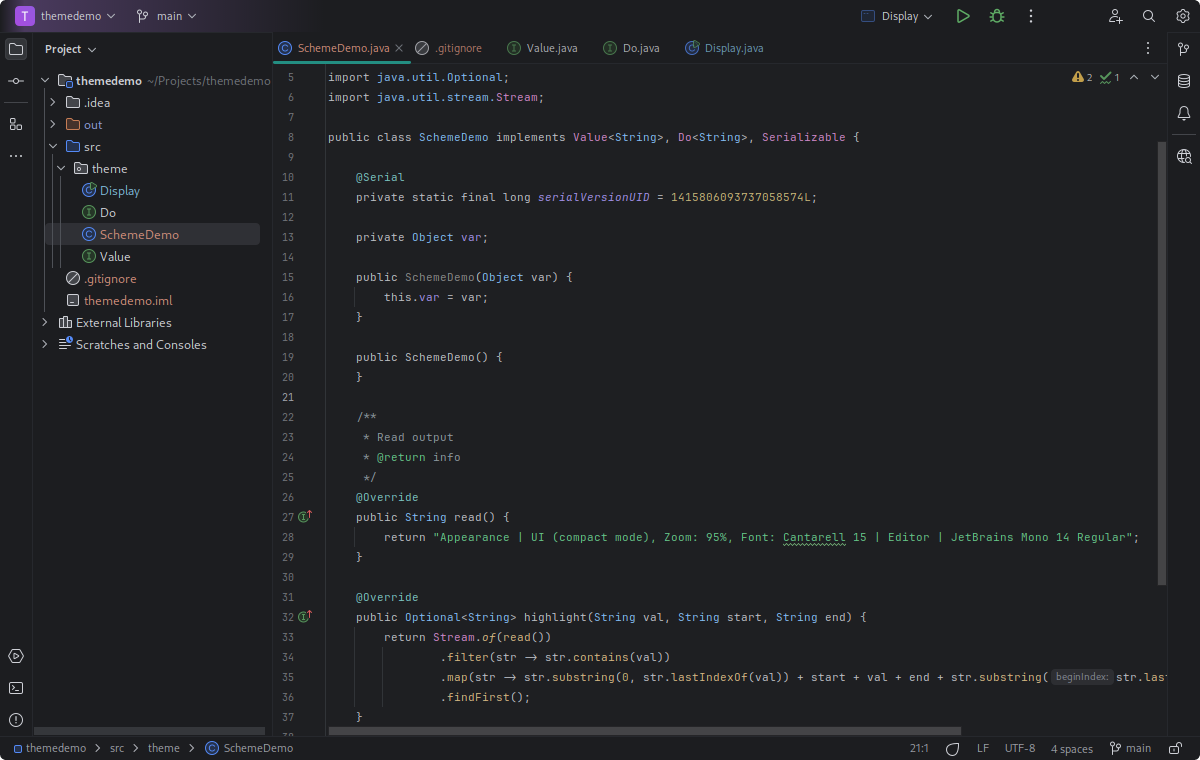 T themedemo main Display
Project
SchemeDemo.java .gitignore Value.java Do.java Display.java
themedemo ~/Projects/themedemo
.idea
out
src
theme
Display
Do
SchemeDemo
Value
.gitignore
themedemo.iml
External Libraries
Scratches and Consoles
2 1
5 import java.util.Optional;
6 import java.util.stream.Stream;
7
8 public class SchemeDemo implements Value<String>, Do<String>, Serializable {
9
10 @Serial
11 private static final long serialVersionUID = 1415806093737058574L;
12
13 private Object var;
14
15 public SchemeDemo(Object var) {
16 this.var = var;
17 }
18
19 public SchemeDemo() {
20 }
21
22 /**
23 * Read output
24 * @return info
25 */
26 @Override
27 public String read() {
28 return "Appearance | UI (compact mode), Zoom: 95%, Font: Cantarell 15 | Editor | JetBrains Mono 14 Regular";
29 }
30
31 @Override
32 public Optional<String> highlight(String val, String start, String end) {
33 return Stream.of(read())
34 .filter(str -> str.contains(val))
35 .map(str -> str.substring(0, str.lastIndexOf(val)) + start + val + end + str.substring( beginIndex: str.las
36 .findFirst();
37 }
38
themedemo > src > theme > SchemeDemo
21:1 LF UTF-8 4 spaces main